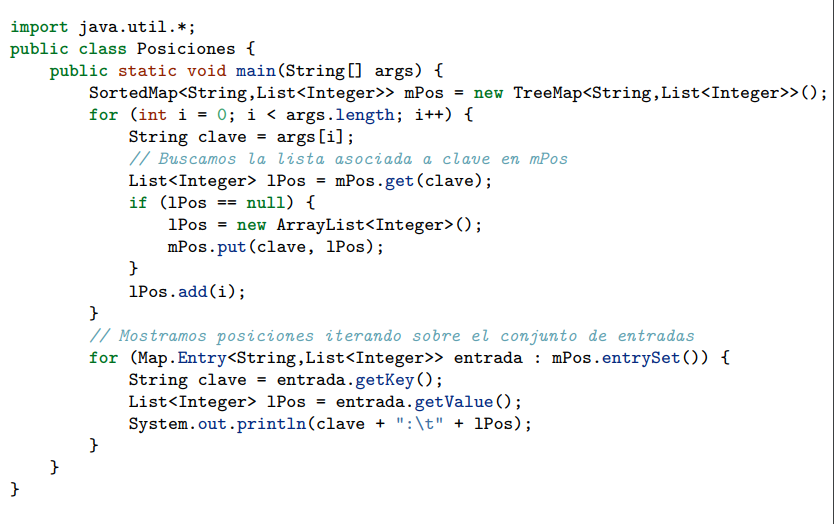 import java.util.*;
public class Posiciones {
    public static void main(String[] args) {
        SortedMap<String,List<Integer>> mPos = new TreeMap<String,List<Integer>>();
        for (int i = 0; i < args.length; i++) {
            String clave = args[i];
            // Buscamos la lista asociada a clave en mPos
            List<Integer> lPos = mPos.get(clave);
            if (lPos == null) {
                lPos = new ArrayList<Integer>();
                mPos.put(clave, lPos);
            }
            lPos.add(i);
        }
        // Mostramos posiciones iterando sobre el conjunto de entradas
        for (Map.Entry<String,List<Integer>> entrada : mPos.entrySet()) {
            String clave = entrada.getKey();
            List<Integer> lPos = entrada.getValue();
            System.out.println(clave + ":\t" + lPos);
        }
    }
}